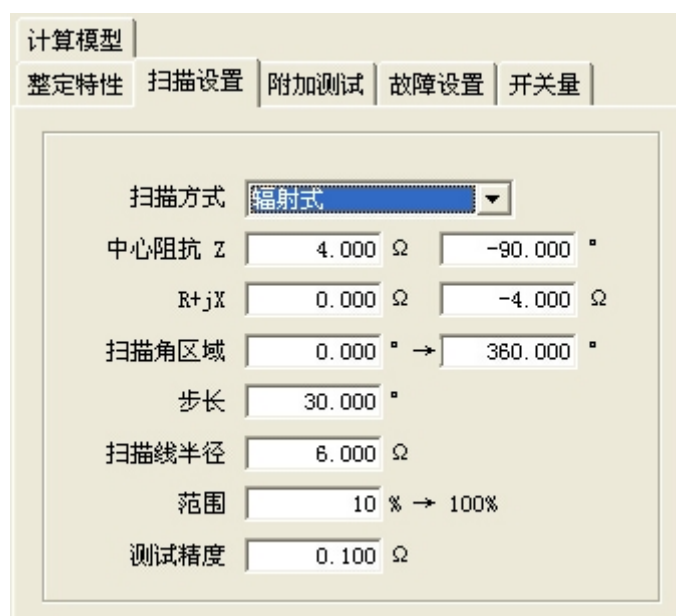 计算模型
整定特性 扫描设置 附加测试 故障设置 开关量
扫描方式 辐射式
中心阻抗 Z 4.000 Ω -90.000 °
R+jX 0.000 Ω -4.000 Ω
扫描角区域 0.000 ° → 360.000 °
步长 30.000 °
扫描线半径 6.000 Ω
范围 10 % → 100%
测试精度 0.100 Ω